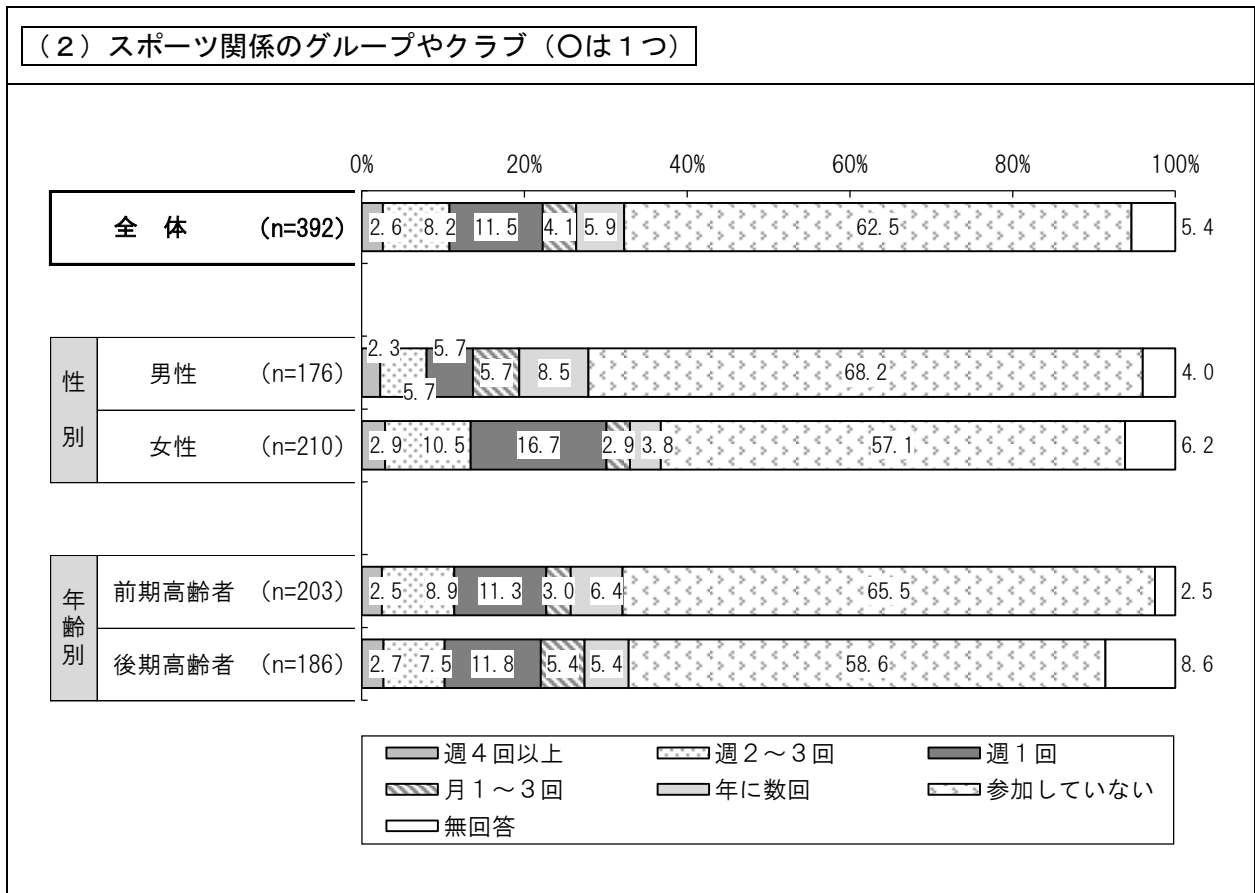 （２）スポーツ関係のグループやクラブ（〇は１つ）
0% 20% 40% 60% 80% 100%
全 体 (n=392) 2.6 8.2 11.5 4.1 5.9 62.5 5.4
性別
男性 (n=176) 2.3 5.7 5.7 5.7 8.5 68.2 4.0
女性 (n=210) 2.9 10.5 16.7 2.9 3.8 57.1 6.2
年齢別
前期高齢者 (n=203) 2.5 8.9 11.3 3.0 6.4 65.5 2.5
後期高齢者 (n=186) 2.7 7.5 11.8 5.4 5.4 58.6 8.6
週４回以上 週２～３回 週１回
月１～３回 年に数回 参加していない
無回答